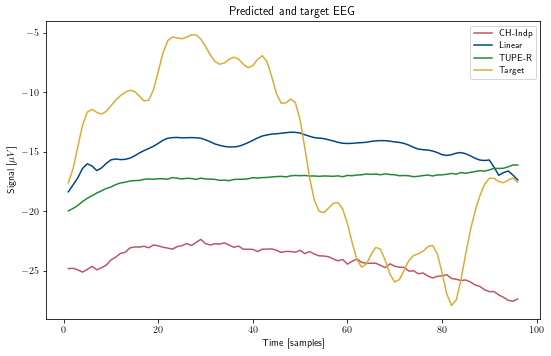 Predicted and target EEG
CH-Indp
Linear
TUPE-R
Target
Signal [μV]
−5
−10
−15
−20
−25
0 20 40 60 80 100
Time [samples]